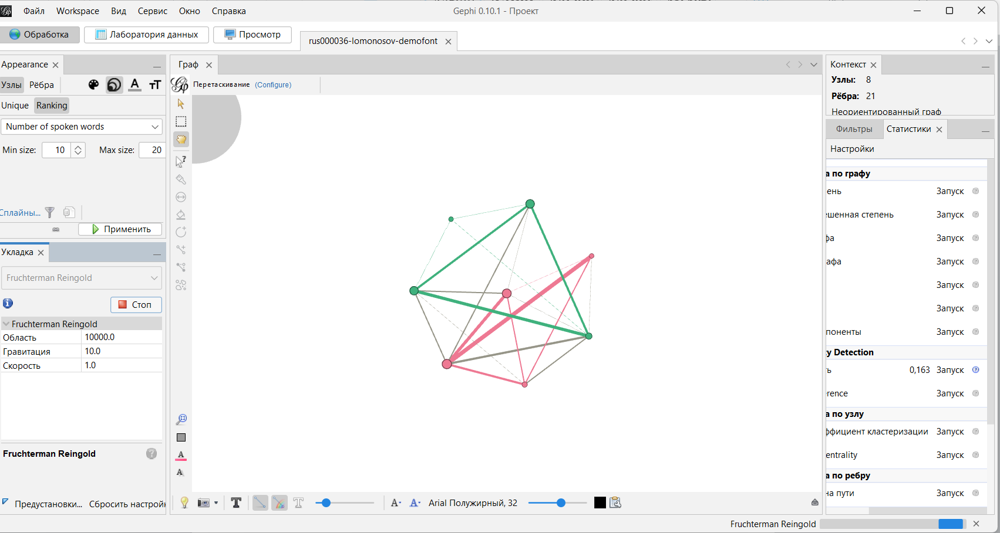 Файл Workspace Вид Сервис Окно Справка
Gephi 0.10.1 - Проект
Обработка Лаборатория данных Просмотр
rus000036-lomonosov-demofont
Appearance
Узлы Рёбра
Unique Ranking
Number of spoken words
Min size: 10 Max size: 20
Сплайны...
Применить
Укладка
Fruchterman Reingold
Стоп
Fruchterman Reingold
Область 10000.0
Гравитация 10.0
Скорость 1.0
Fruchterman Reingold
Предустановки... Сбросить настройк
Граф
Перетаскивание (Configure)
Arial Полужирный, 32
Контекст
Узлы: 8
Рёбра: 21
Неориентированный граф
Фильтры Статистики
Настройки
а по графу
ень Запуск
ешенная степень Запуск
фа Запуск
афа Запуск
Запуск
Запуск
поненты Запуск
y Detection
ть 0,163 Запуск
rence Запуск
а по узлу
ффициент кластеризации Запуск
entrality Запуск
а по ребру
на пути Запуск
Fruchterman Reingold